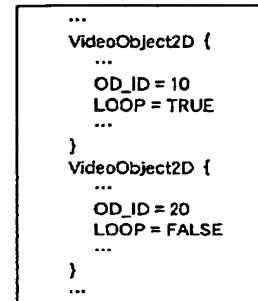 ...
VideoObject2D {
...
OD_ID = 10
LOOP = TRUE
...
}
VideoObject2D {
...
OD_ID = 20
LOOP = FALSE
...
}
...